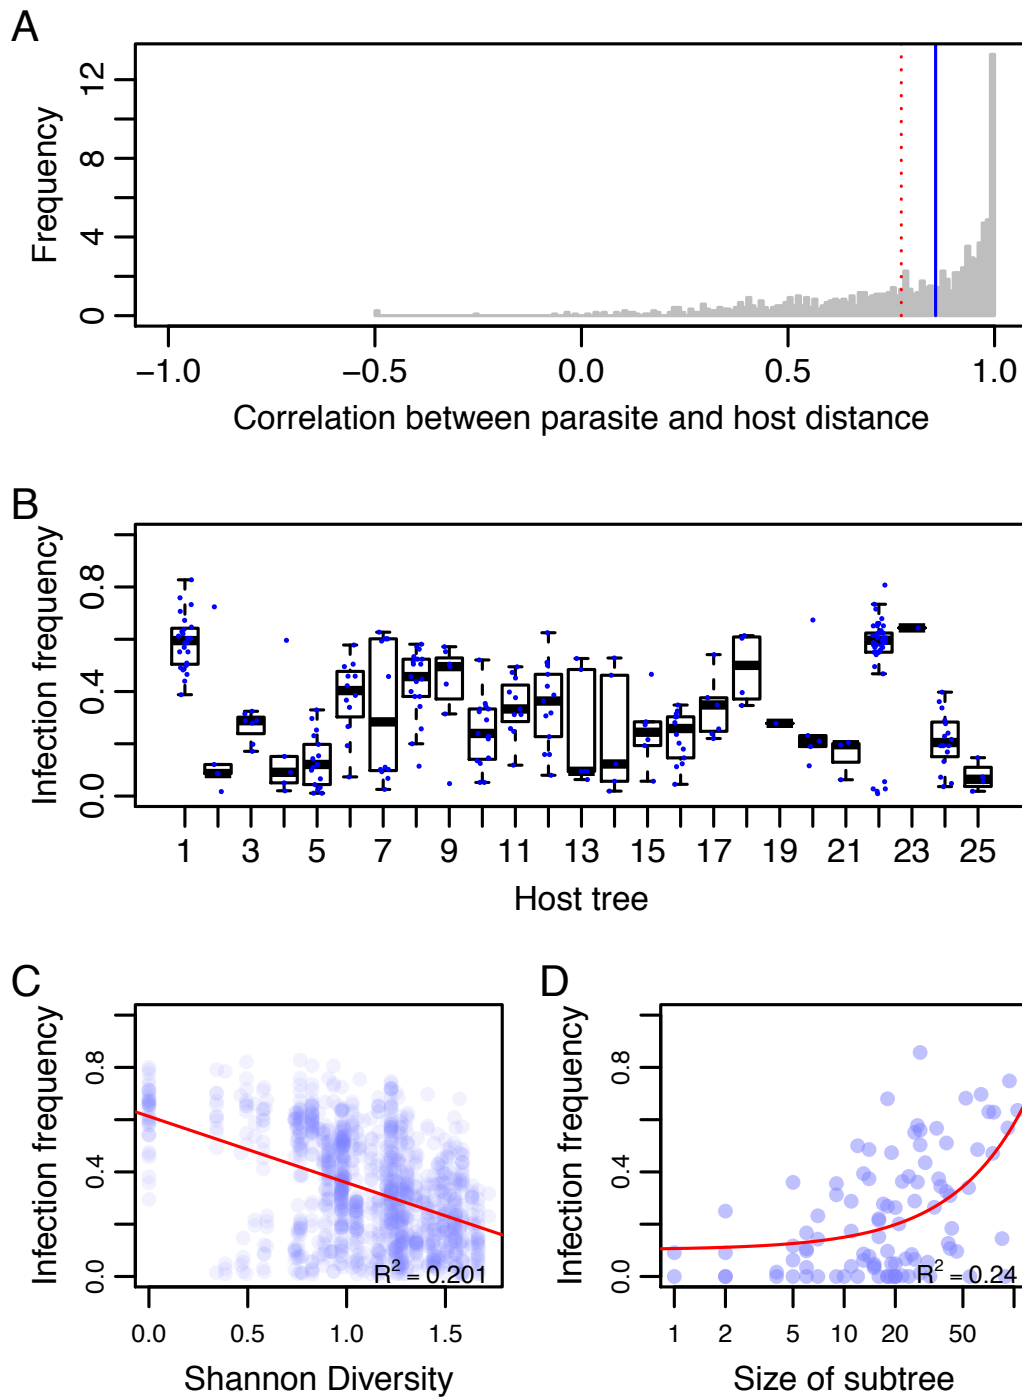 A
Frequency
0 4 8 12
−1.0 −0.5 0.0 0.5 1.0
Correlation between parasite and host distance
B
Infection frequency
0.0 0.4 0.8
1 3 5 7 9 11 13 15 17 19 21 23 25
Host tree
C
Infection frequency
0.0 0.4 0.8
R² = 0.201
0.0 0.5 1.0 1.5
Shannon Diversity
D
Infection frequency
0.0 0.4 0.8
R² = 0.24
1 2 5 10 20 50
Size of subtree